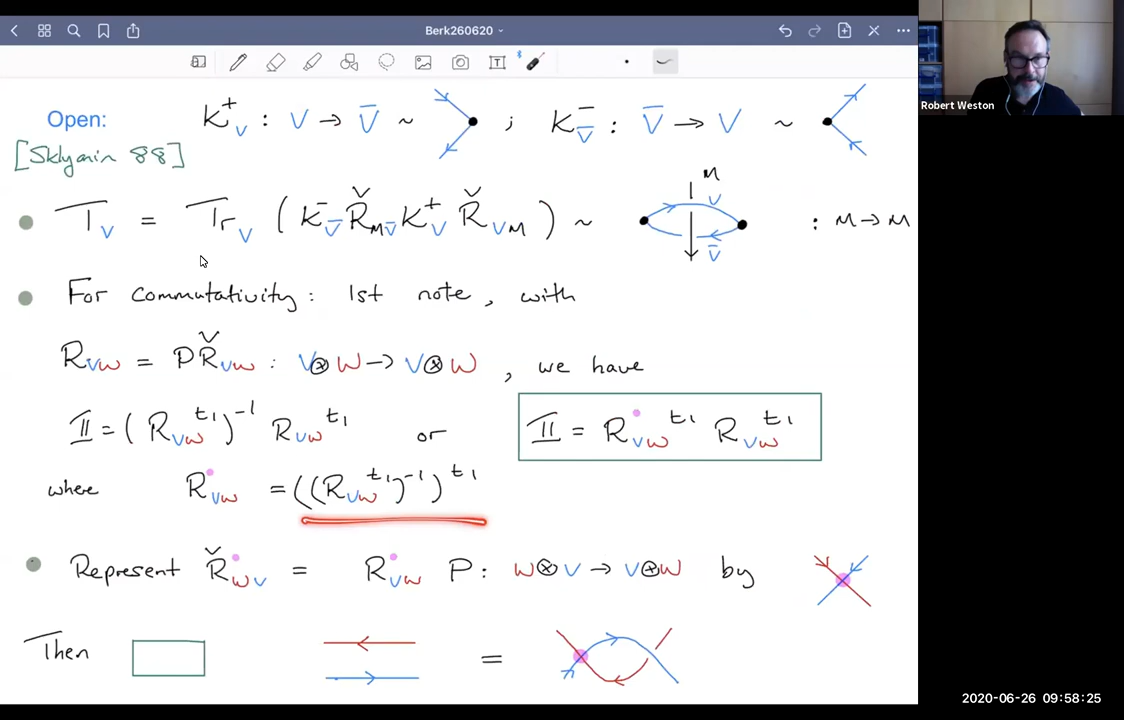 Berk260620
Robert Weston
Open: K⁺_V : V → V̄ ~ ; K⁻_V̄ : V̄ → V ~
[Sklyanin 88]
T_V = Tr_V ( K⁻_V̄ Ř_MV̄ K⁺_V Ř_VM ) ~ M V V̄ : M → M
For commutativity: 1st note, with
R_VW = P Ř_VW : V⊗W → V⊗W , we have
𝕀 = ( R_VW^t₁ )⁻¹ R_VW^t₁ or 𝕀 = R•_VW^t₁ R_VW^t₁
where R•_VW = ((R_VW^t₁)⁻¹)^t₁
Represent Ř•_WV = R•_VW P : W⊗V → V⊗W by
Then =
2020-06-26 09:58:25